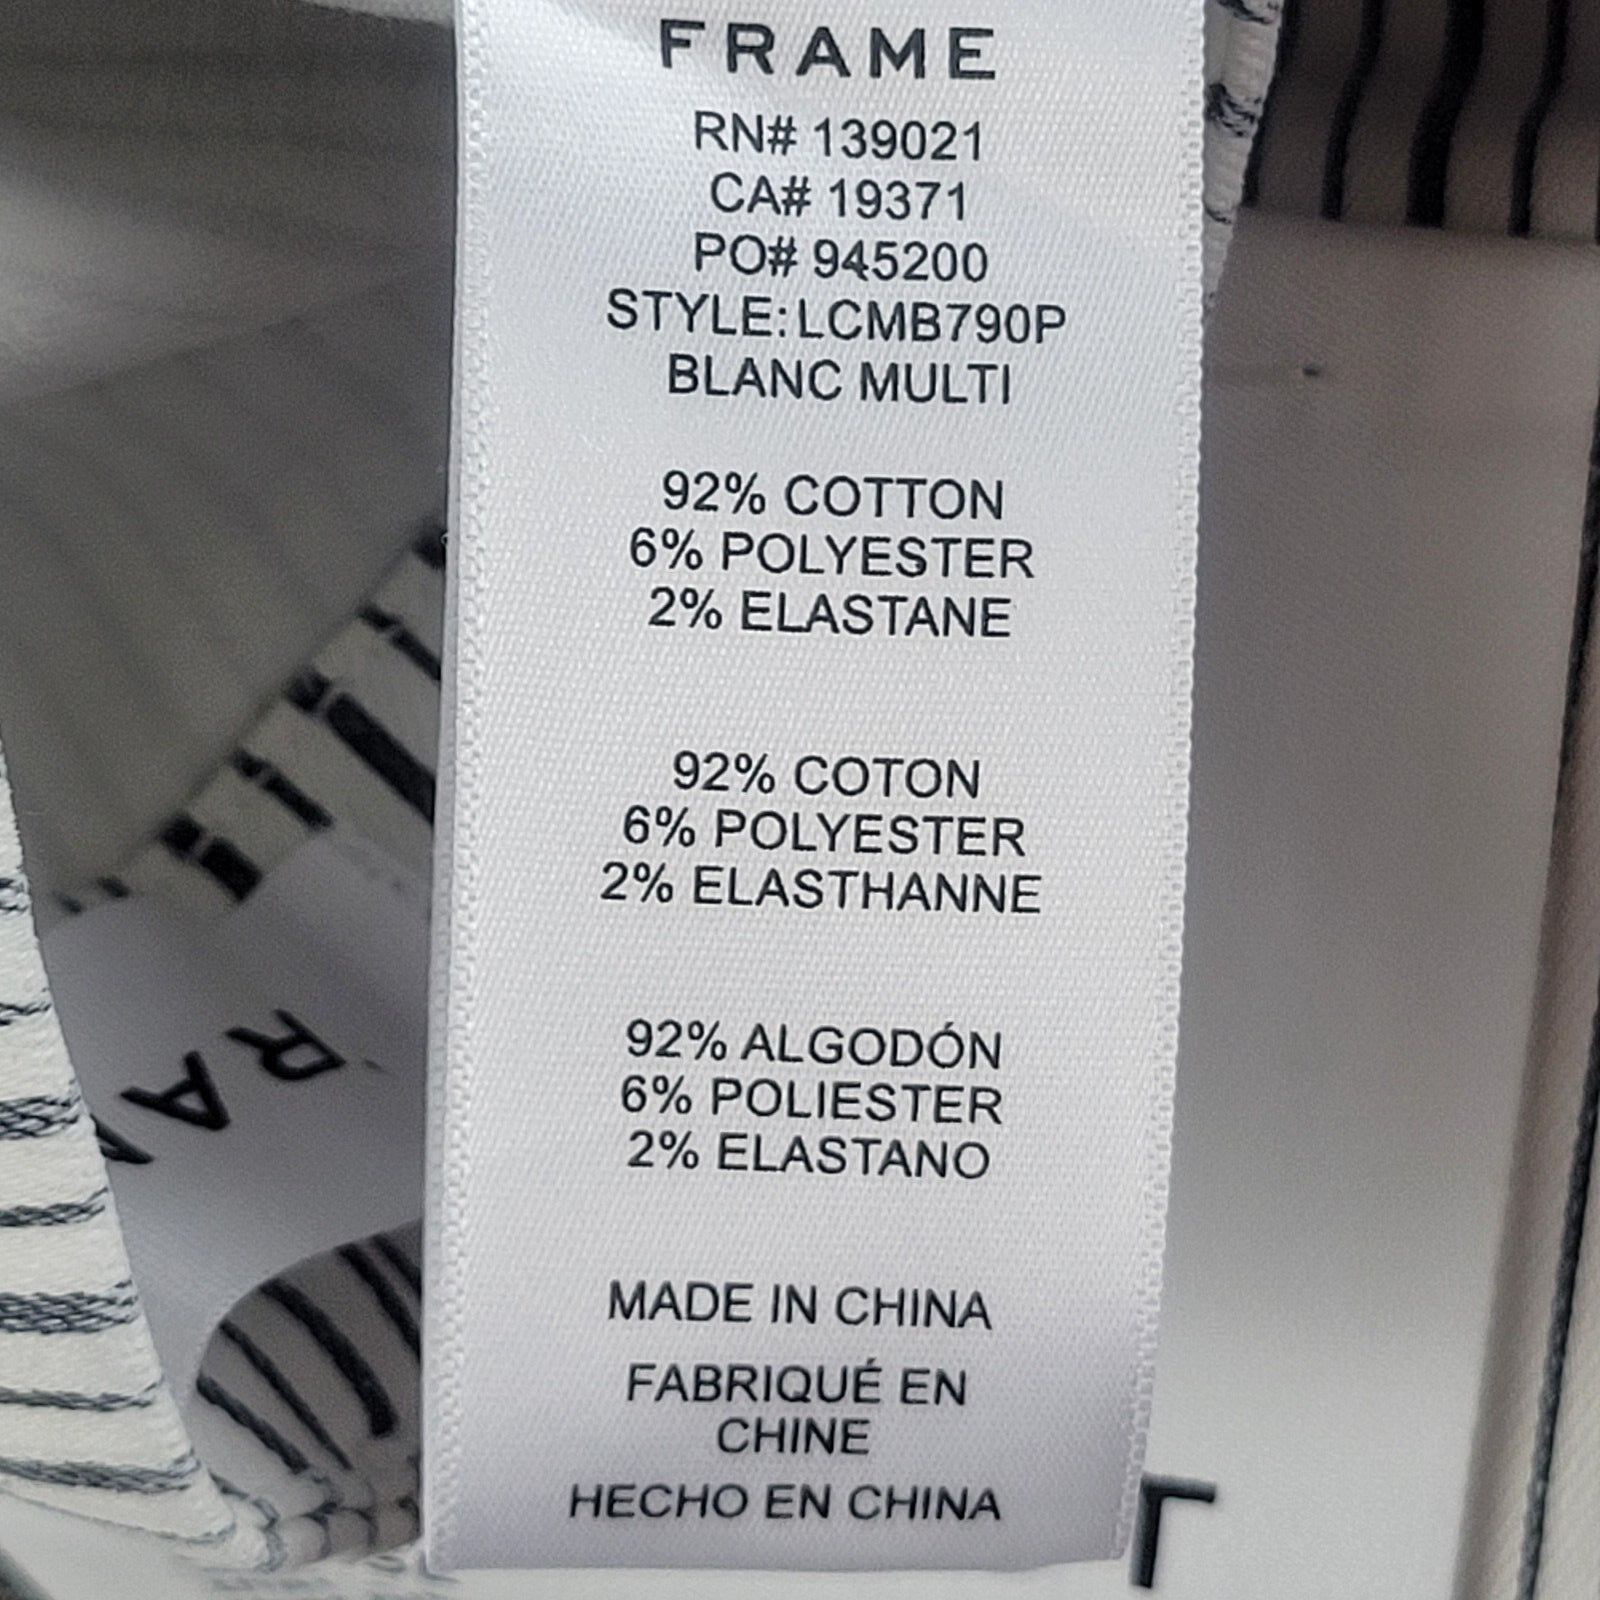 FRAME
RN# 139021
CA# 19371
PO# 945200
STYLE: LCMB790P
BLANC MULTI
92% COTTON
6% POLYESTER
2% ELASTANE
92% COTON
6% POLYESTER
2% ELASTHANNE
92% ALGODÓN
6% POLIESTER
2% ELASTANO
MADE IN CHINA
FABRIQUÉ EN
CHINE
HECHO EN CHINA